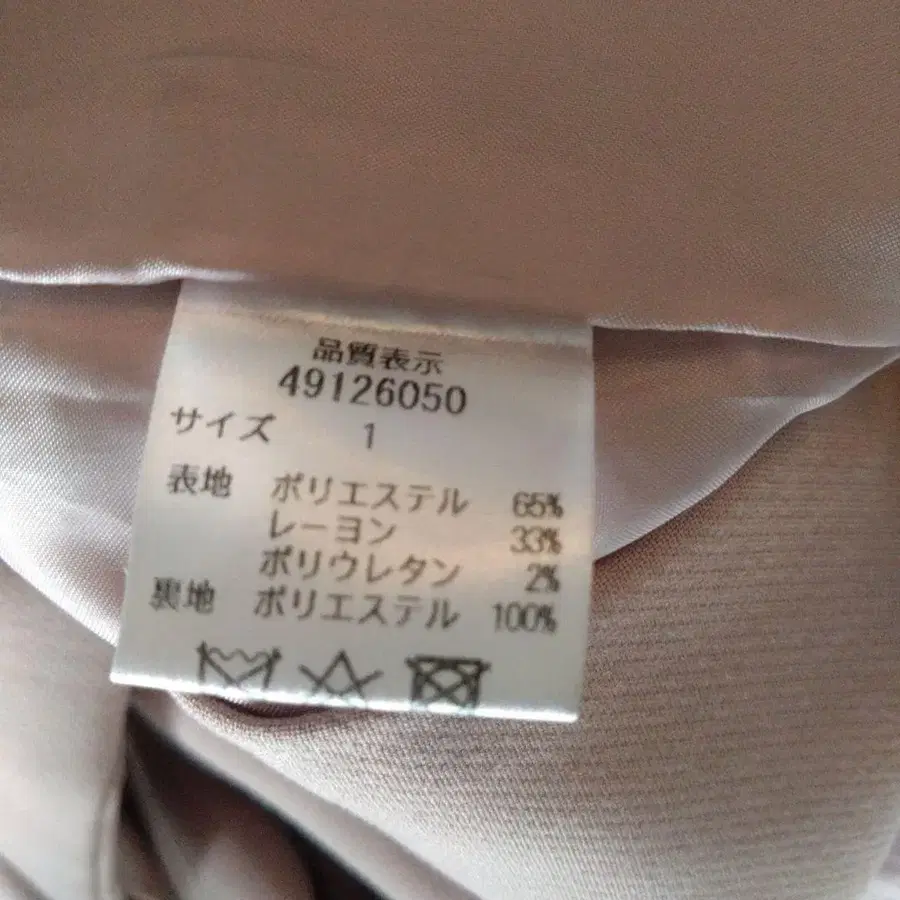 品質表示
49126050
サイズ 1
表地 ポリエステル 65%
レーヨン 33%
ポリウレタン 2%
裏地 ポリエステル 100%